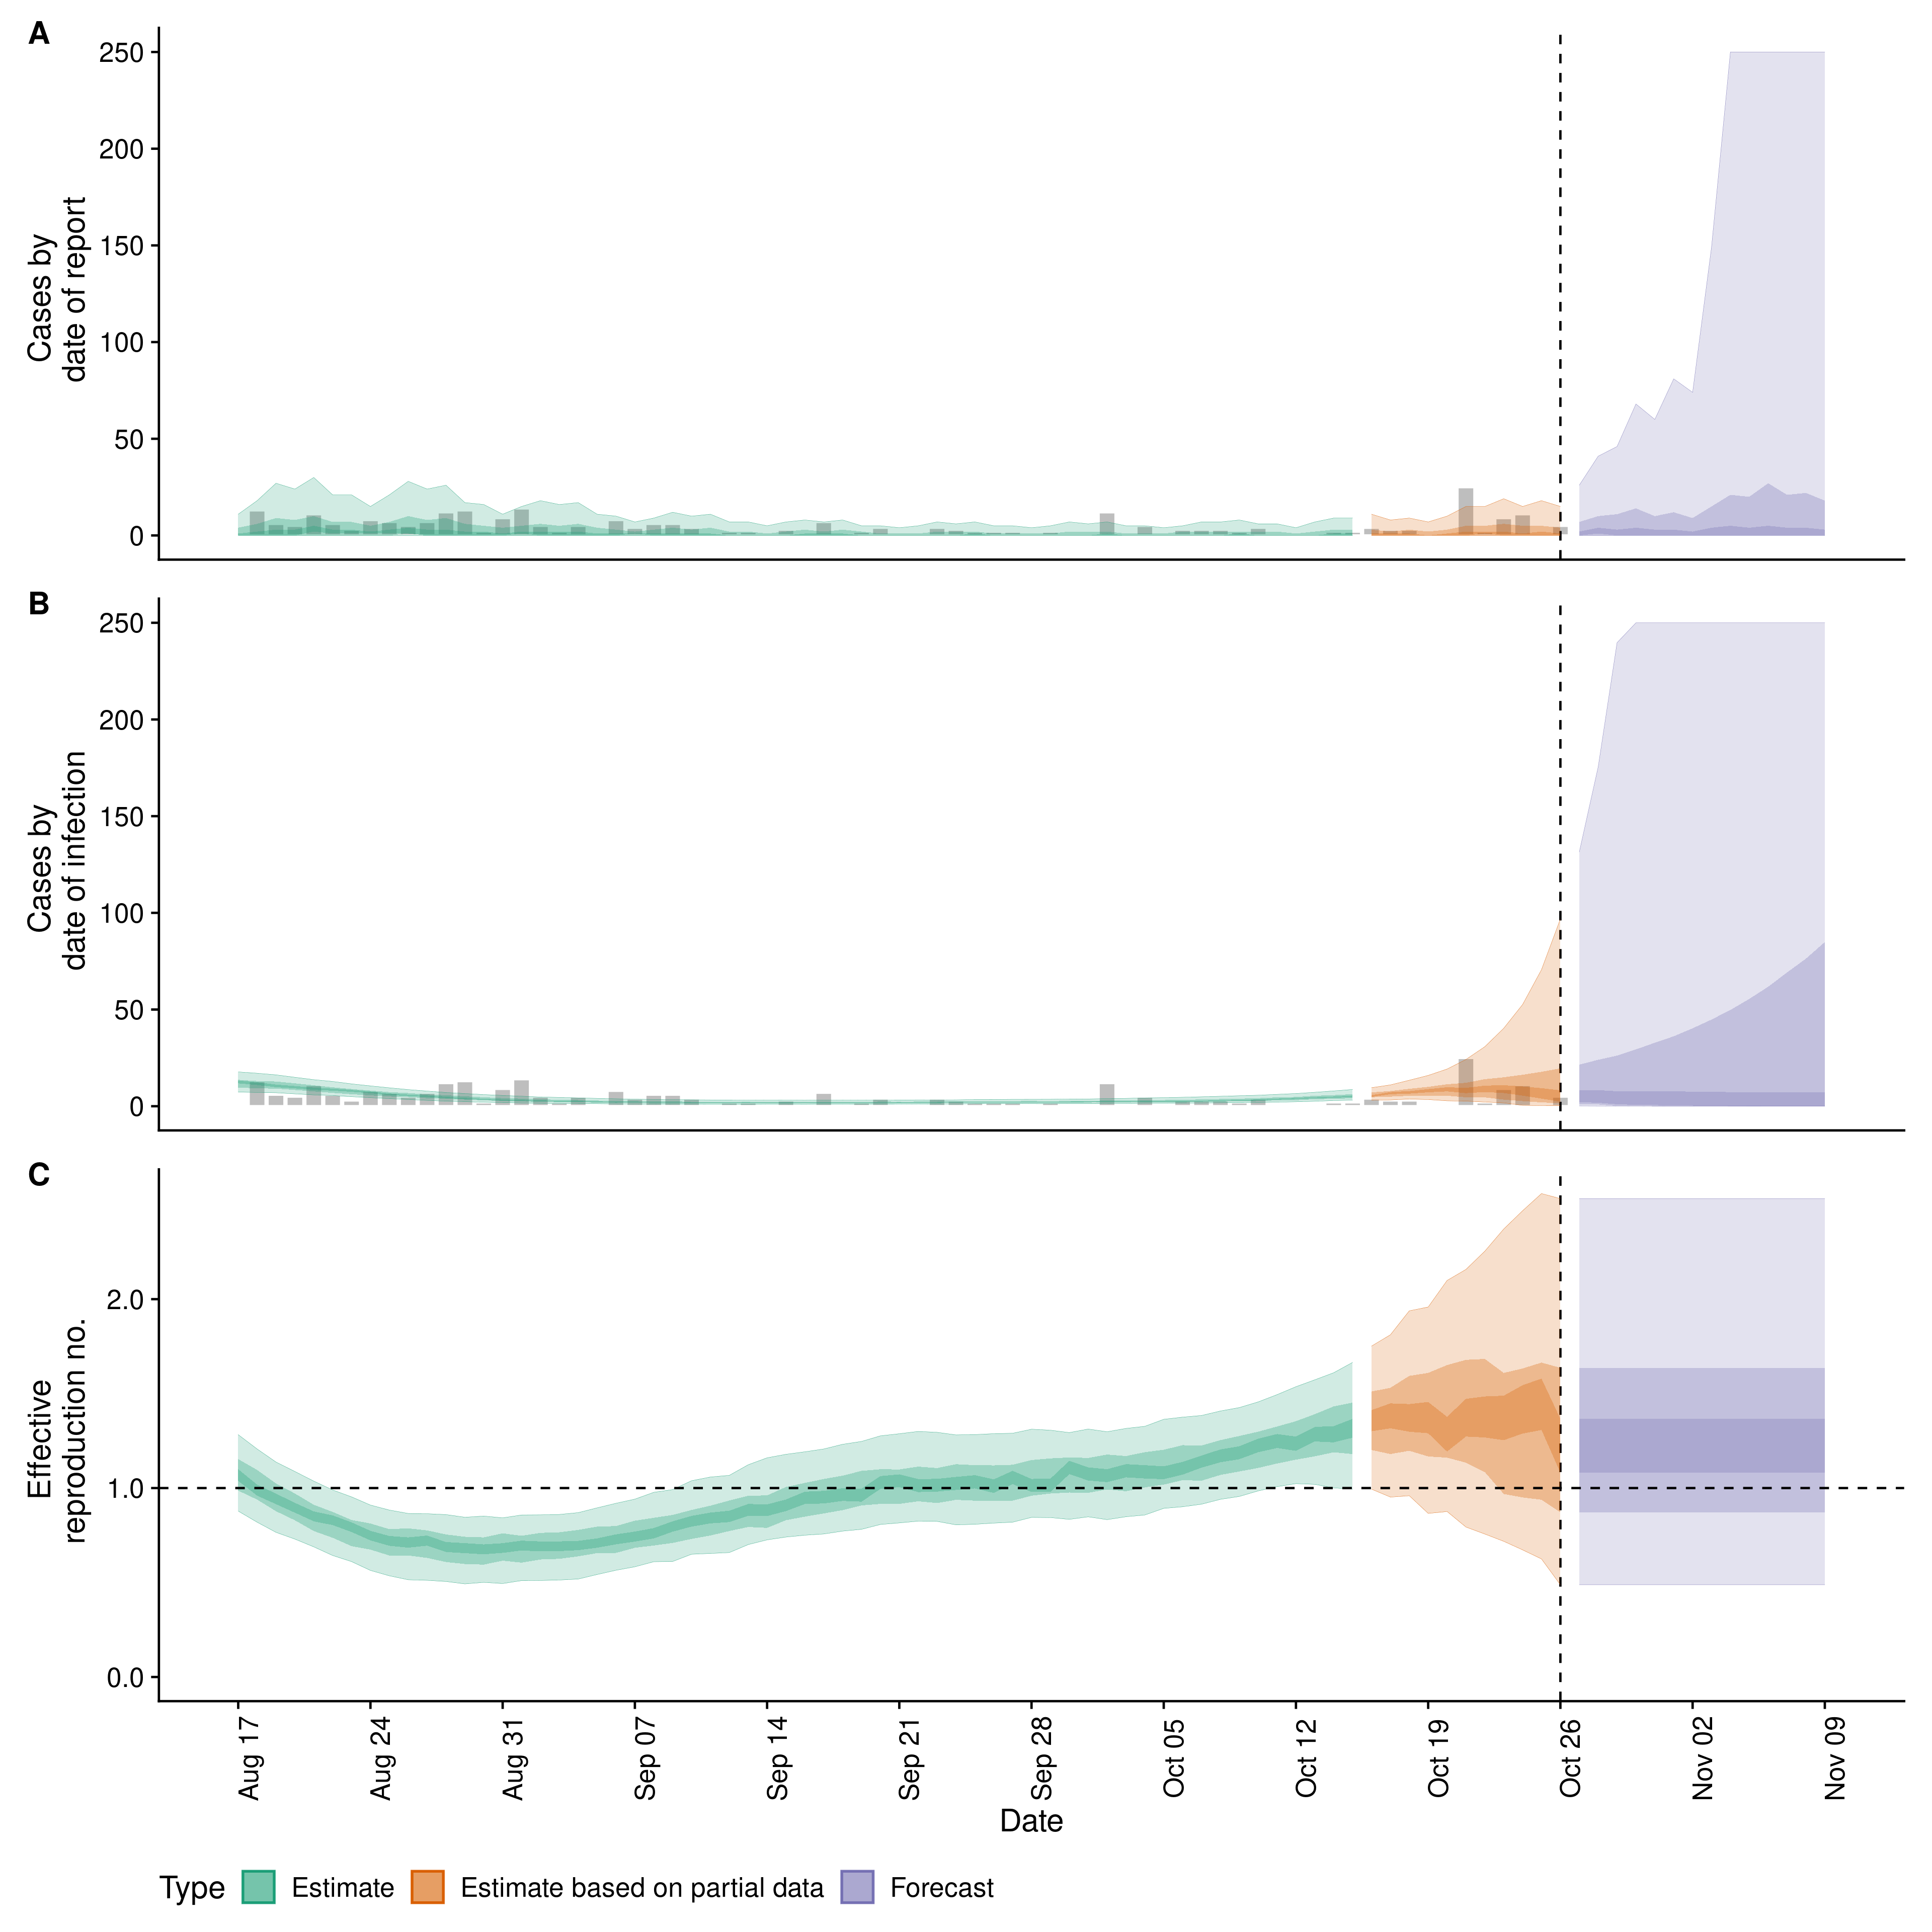 A
250
200
150
100
50
0
Cases by
date of report
B
250
200
150
100
50
0
Cases by
date of infection
C
2.0
1.0
0.0
Effective
reproduction no.
Aug 17
Aug 24
Aug 31
Sep 07
Sep 14
Sep 21
Sep 28
Oct 05
Oct 12
Oct 19
Oct 26
Nov 02
Nov 09
Date
Type Estimate Estimate based on partial data Forecast